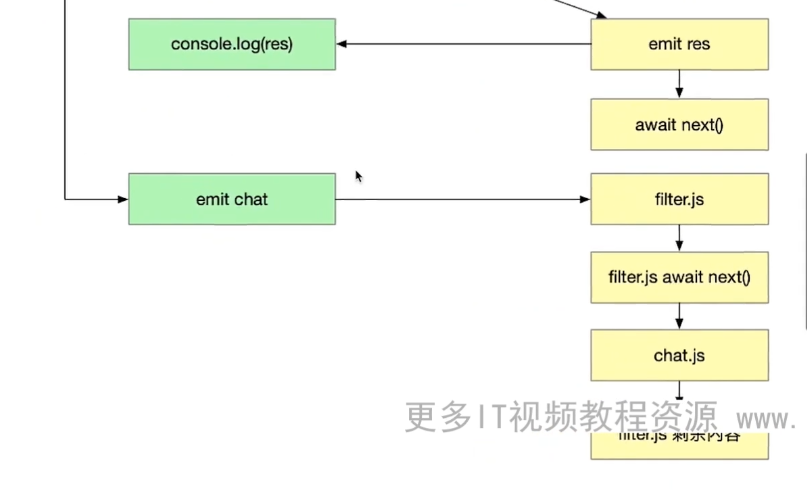 console.log(res)
emit res
await next()
emit chat
filter.js
filter.js await next()
chat.js
更多IT视频教程资源 www.
filter.js 剩余内容